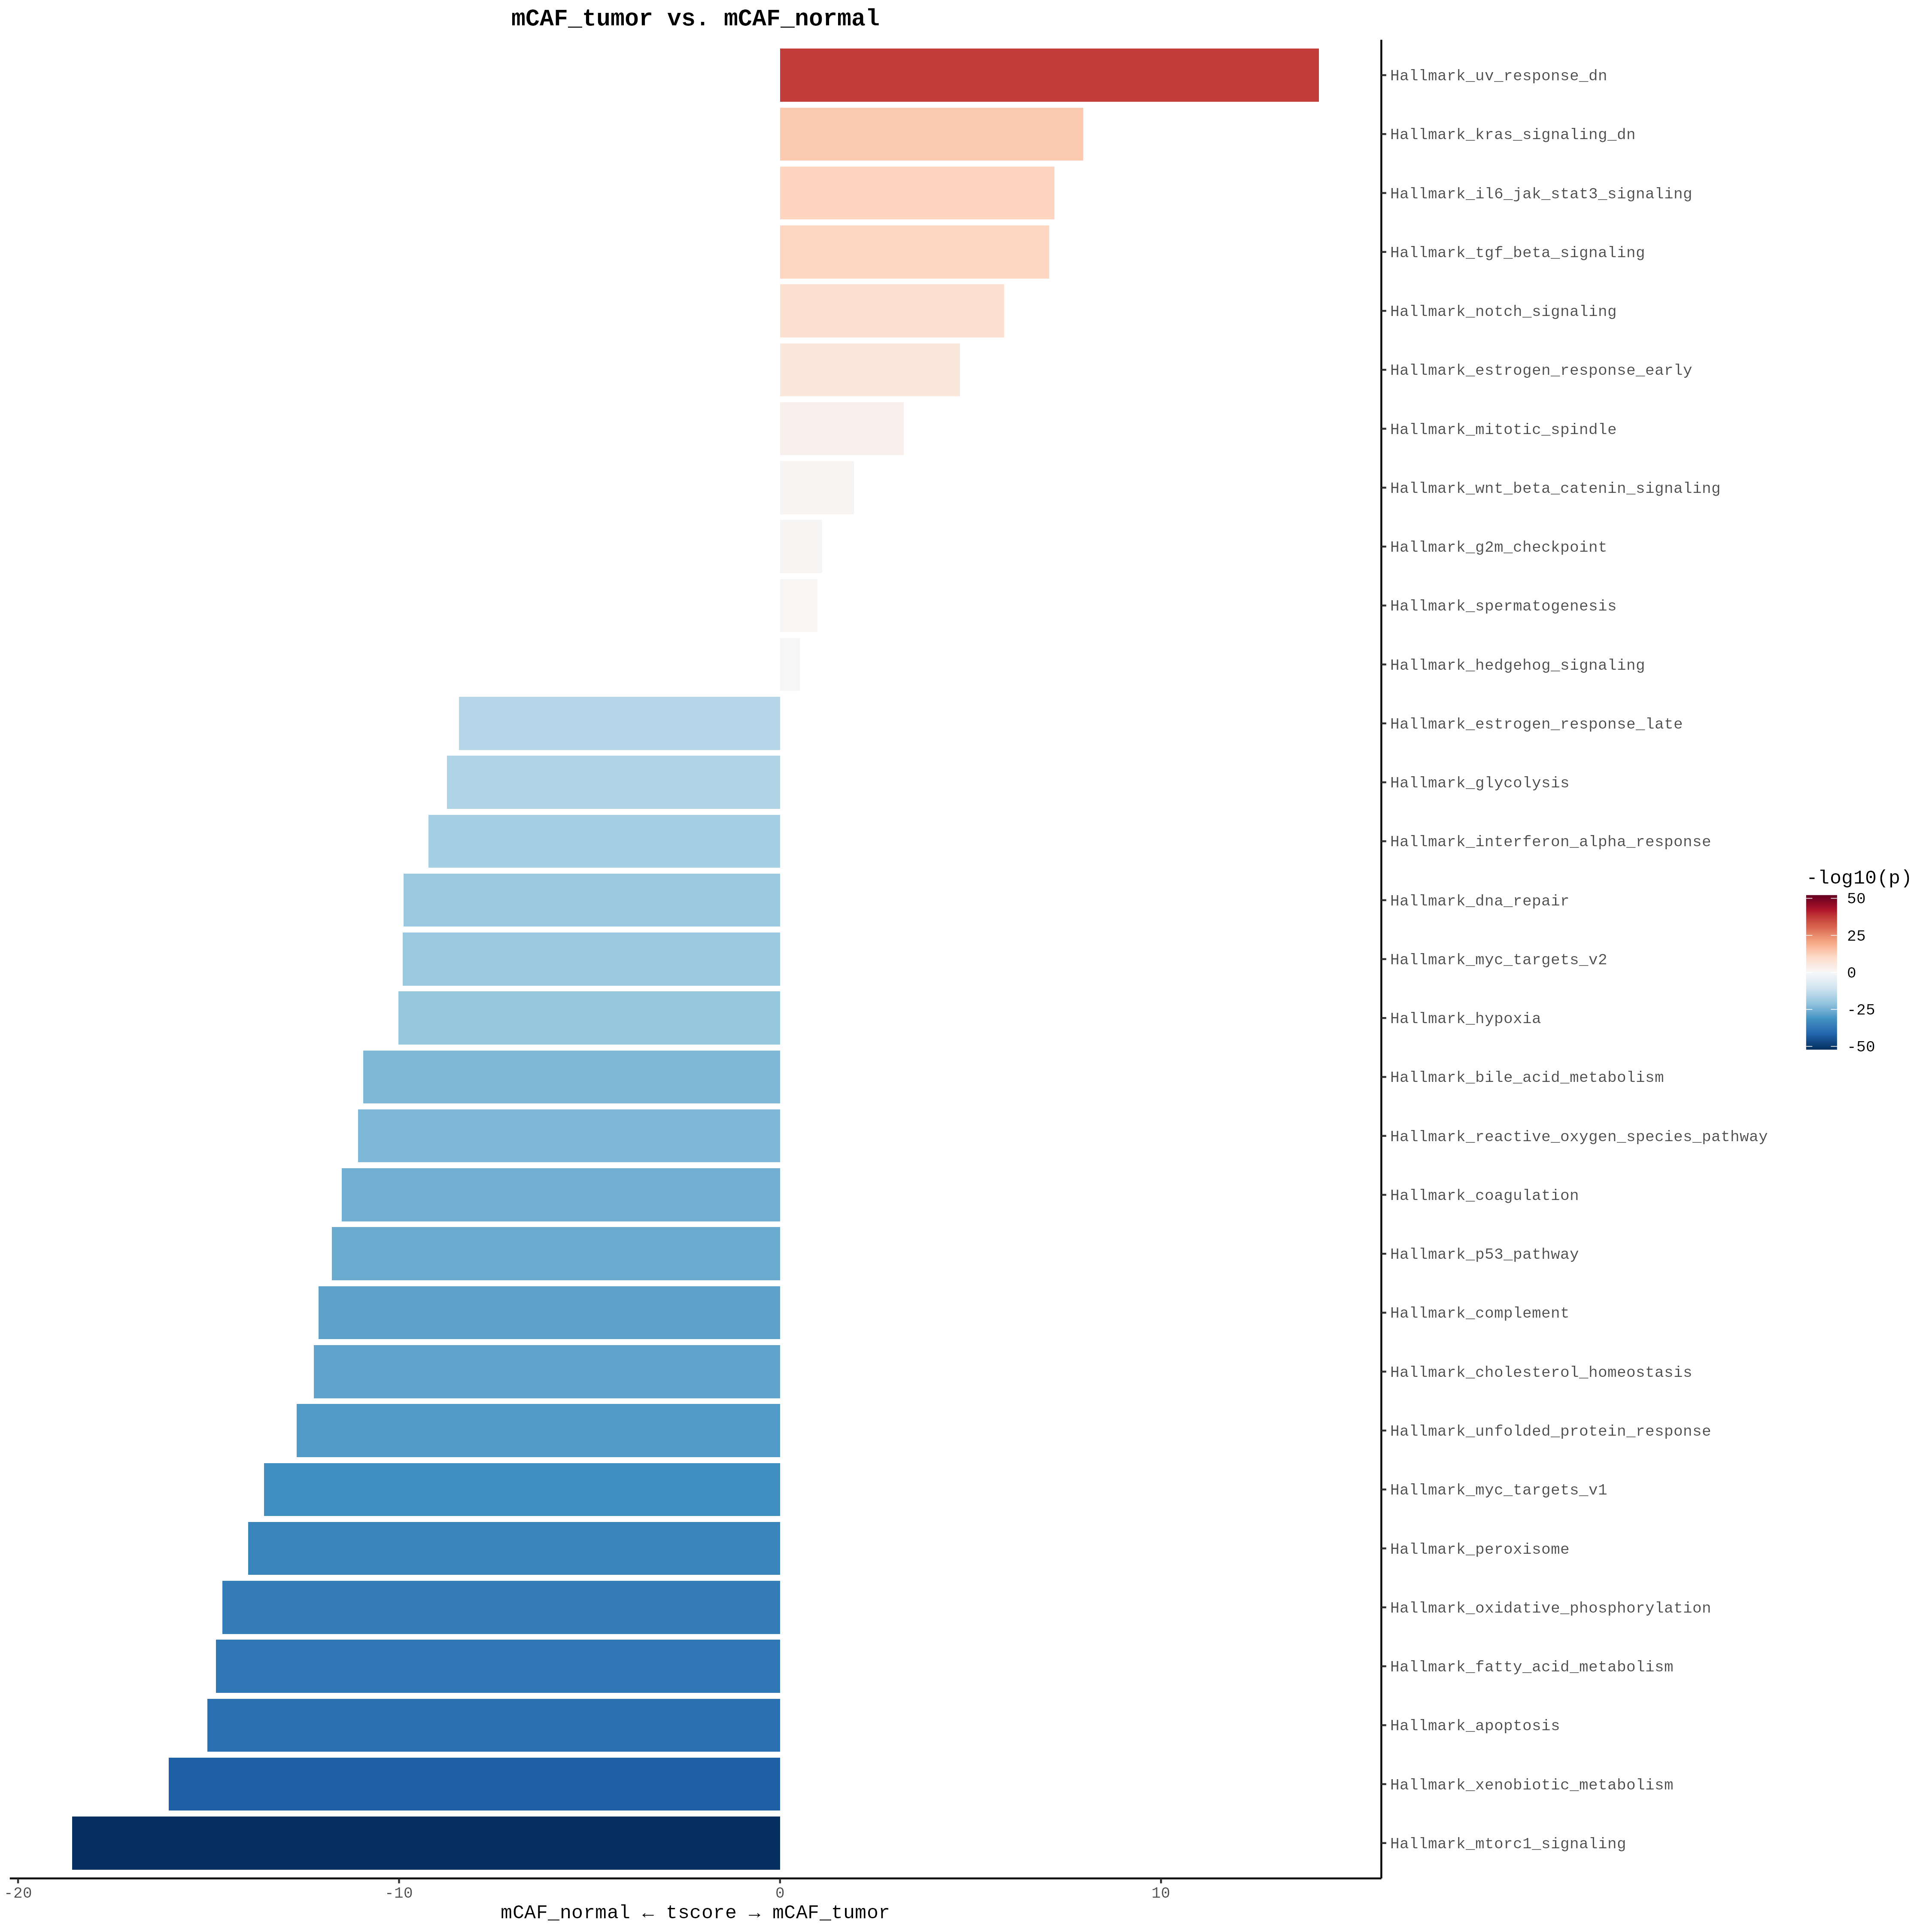 mCAF_tumor vs. mCAF_normal
Hallmark_uv_response_dn
Hallmark_kras_signaling_dn
Hallmark_il6_jak_stat3_signaling
Hallmark_tgf_beta_signaling
Hallmark_notch_signaling
Hallmark_estrogen_response_early
Hallmark_mitotic_spindle
Hallmark_wnt_beta_catenin_signaling
Hallmark_g2m_checkpoint
Hallmark_spermatogenesis
Hallmark_hedgehog_signaling
Hallmark_estrogen_response_late
Hallmark_glycolysis
Hallmark_interferon_alpha_response
Hallmark_dna_repair
Hallmark_myc_targets_v2
Hallmark_hypoxia
Hallmark_bile_acid_metabolism
Hallmark_reactive_oxygen_species_pathway
Hallmark_coagulation
Hallmark_p53_pathway
Hallmark_complement
Hallmark_cholesterol_homeostasis
Hallmark_unfolded_protein_response
Hallmark_myc_targets_v1
Hallmark_peroxisome
Hallmark_oxidative_phosphorylation
Hallmark_fatty_acid_metabolism
Hallmark_apoptosis
Hallmark_xenobiotic_metabolism
Hallmark_mtorc1_signaling
-log10(p)
50
25
0
-25
-50
-20 -10 0 10
mCAF_normal ← tscore → mCAF_tumor